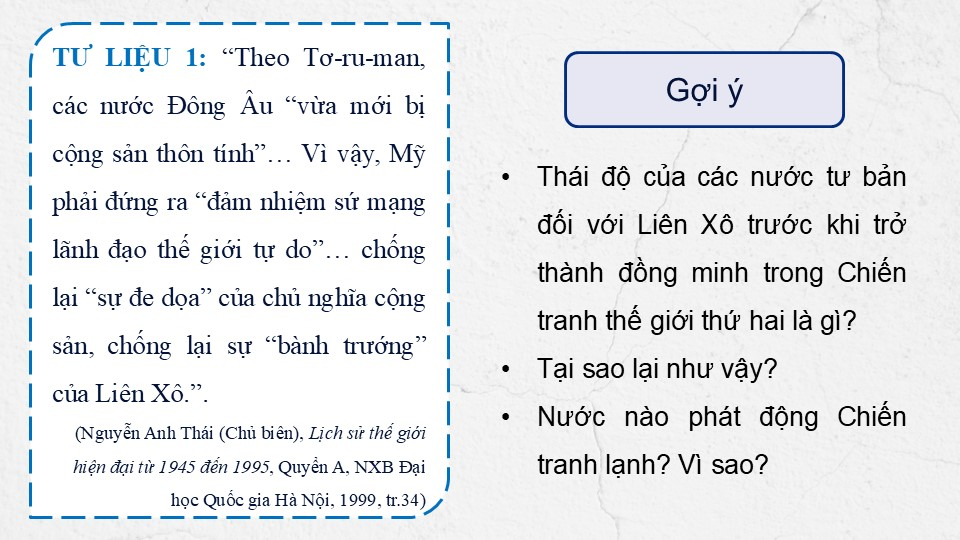 TƯ LIỆU 1: “Theo Tơ-ru-man,
các nước Đông Âu “vừa mới bị
cộng sản thôn tính”… Vì vậy, Mỹ
phải đứng ra “đảm nhiệm sứ mạng
lãnh đạo thế giới tự do”… chống
lại “sự đe dọa” của chủ nghĩa cộng
sản, chống lại sự “bành trướng”
của Liên Xô.”.
(Nguyễn Anh Thái (Chủ biên), Lịch sử thế giới
hiện đại từ 1945 đến 1995, Quyển A, NXB Đại
học Quốc gia Hà Nội, 1999, tr.34)
Gợi ý
• Thái độ của các nước tư bản
đối với Liên Xô trước khi trở
thành đồng minh trong Chiến
tranh thế giới thứ hai là gì?
• Tại sao lại như vậy?
• Nước nào phát động Chiến
tranh lạnh? Vì sao?